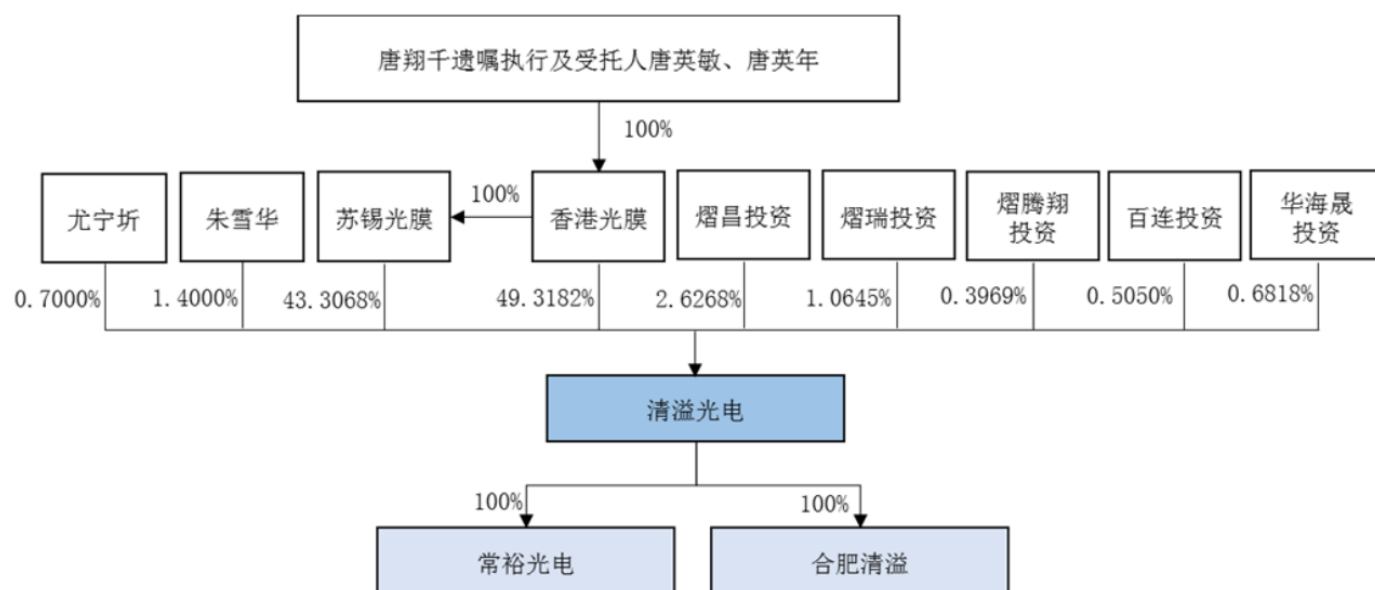 唐翔千遗嘱执行及受托人唐英敏、唐英年
100%
尤宁圻
朱雪华
苏锡光膜
100%
香港光膜
熠昌投资
熠瑞投资
熠腾翔
投资
百连投资
华海晟
投资
0.7000%
1.4000%
43.3068%
49.3182%
2.6268%
1.0645%
0.3969%
0.5050%
0.6818%
清溢光电
100%
100%
常裕光电
合肥清溢